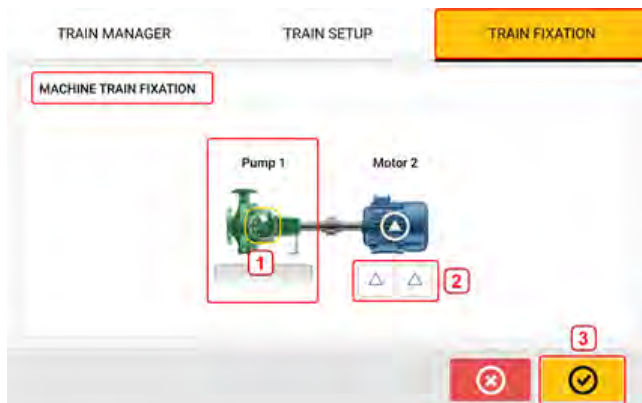 TRAIN MANAGER TRAIN SETUP TRAIN FIXATION
MACHINE TRAIN FIXATION
Pump 1 Motor 2
1
2
3